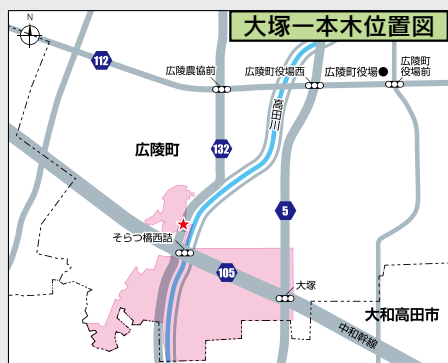 大塚一本木位置図
N
112
広陵農協前
広陵町役場西
広陵町役場
広陵町
役場前
高田川
広陵町
132
5
そらつ橋西詰
105
大塚
大和高田市
中和幹線